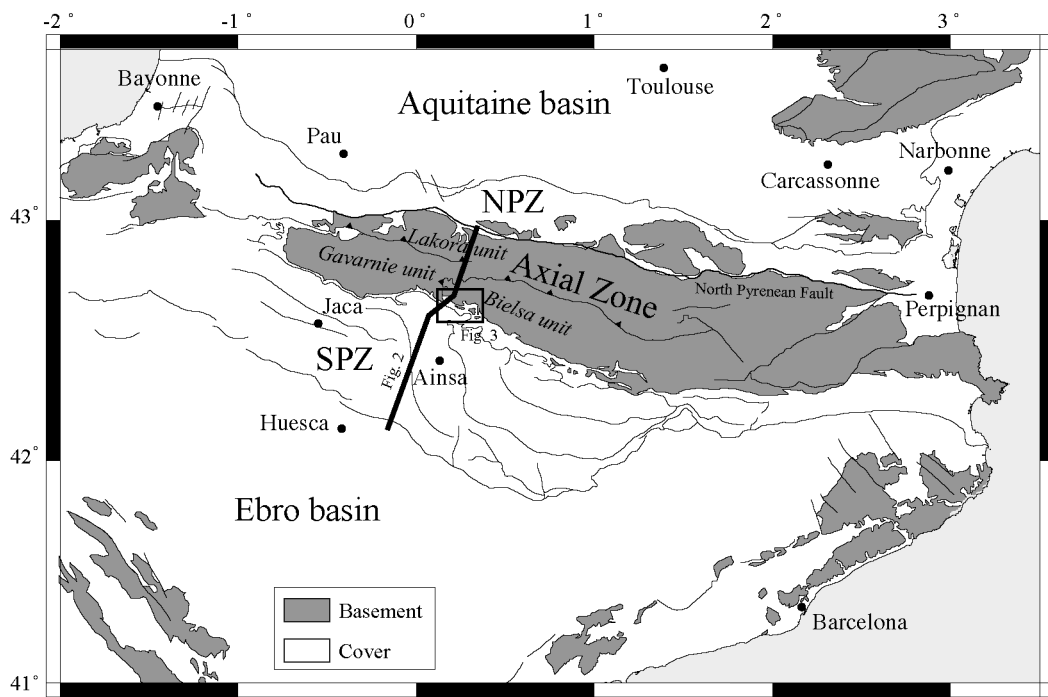 -2 ° -1 ° 0 ° 1 ° 2 ° 3 °
Bayonne
Toulouse
Aquitaine basin
Pau
Narbonne
Carcassonne
43°
NPZ
Lakora unit
Gavarnie unit
Axial Zone
North Pyrenean Fault
Bielsa unit
Perpignan
Jaca
Fig. 3
SPZ
Fig. 2
Ainsa
Huesca
42°
Ebro basin
Basement
Barcelona
Cover
41°